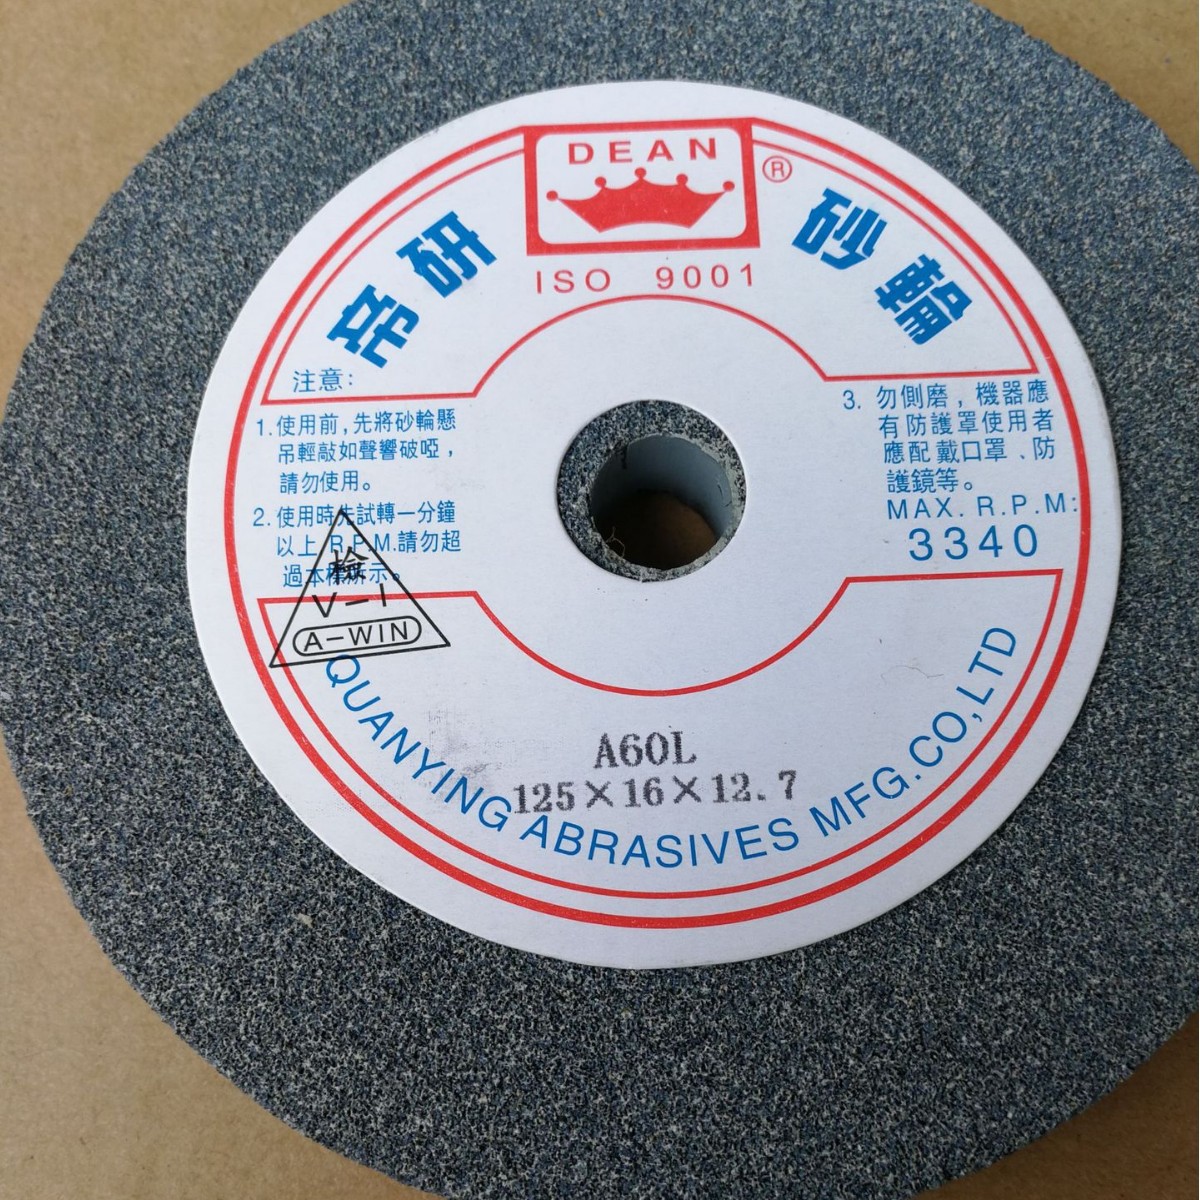 DEAN
®
帝研 砂輪
ISO 9001
注意:
1. 使用前,先將砂輪懸
吊輕敲如聲響破啞,
請勿使用。
2. 使用時先試轉一分鐘
以上 R.P.M.請勿超
過本標所示。
檢
V-1
A-WIN
3. 勿側磨,機器應
有防護罩使用者
應配戴口罩、防
護鏡等。
MAX. R.P.M:
3340
A60L
125×16×12.7
QUANYING ABRASIVES MFG.CO,LTD